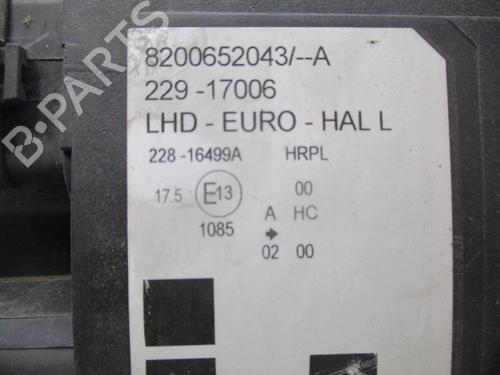 B-PARTS
8200652043/--A
229 -17006
LHD - EURO - HAL L
228 -16499A HRPL
17.5 E13 00
A HC
1085 ➔
02 00